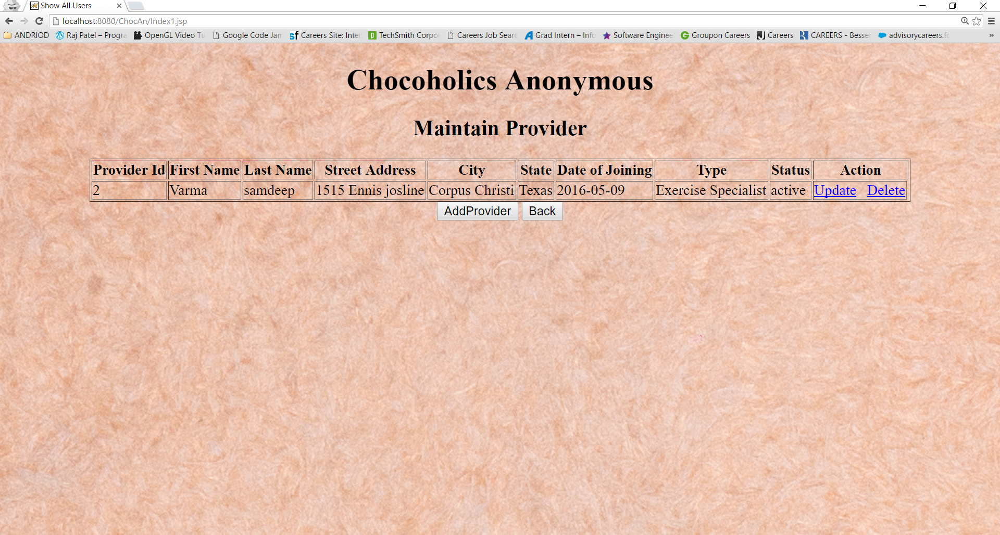 Show All Users
localhost:8080/ChocAn/Index1.jsp
ANDRIOD Raj Patel – Progra OpenGL Video Tu Google Code Jam Careers Site: Inter TechSmith Corpor Careers Job Searc Grad Intern – Info Software Enginee Groupon Careers Careers CAREERS - Besser advisorycareers.fo »
Chocoholics Anonymous
Maintain Provider
Provider Id First Name Last Name Street Address City State Date of Joining Type Status Action
2 Varma samdeep 1515 Ennis josline Corpus Christi Texas 2016-05-09 Exercise Specialist active Update Delete
AddProvider Back